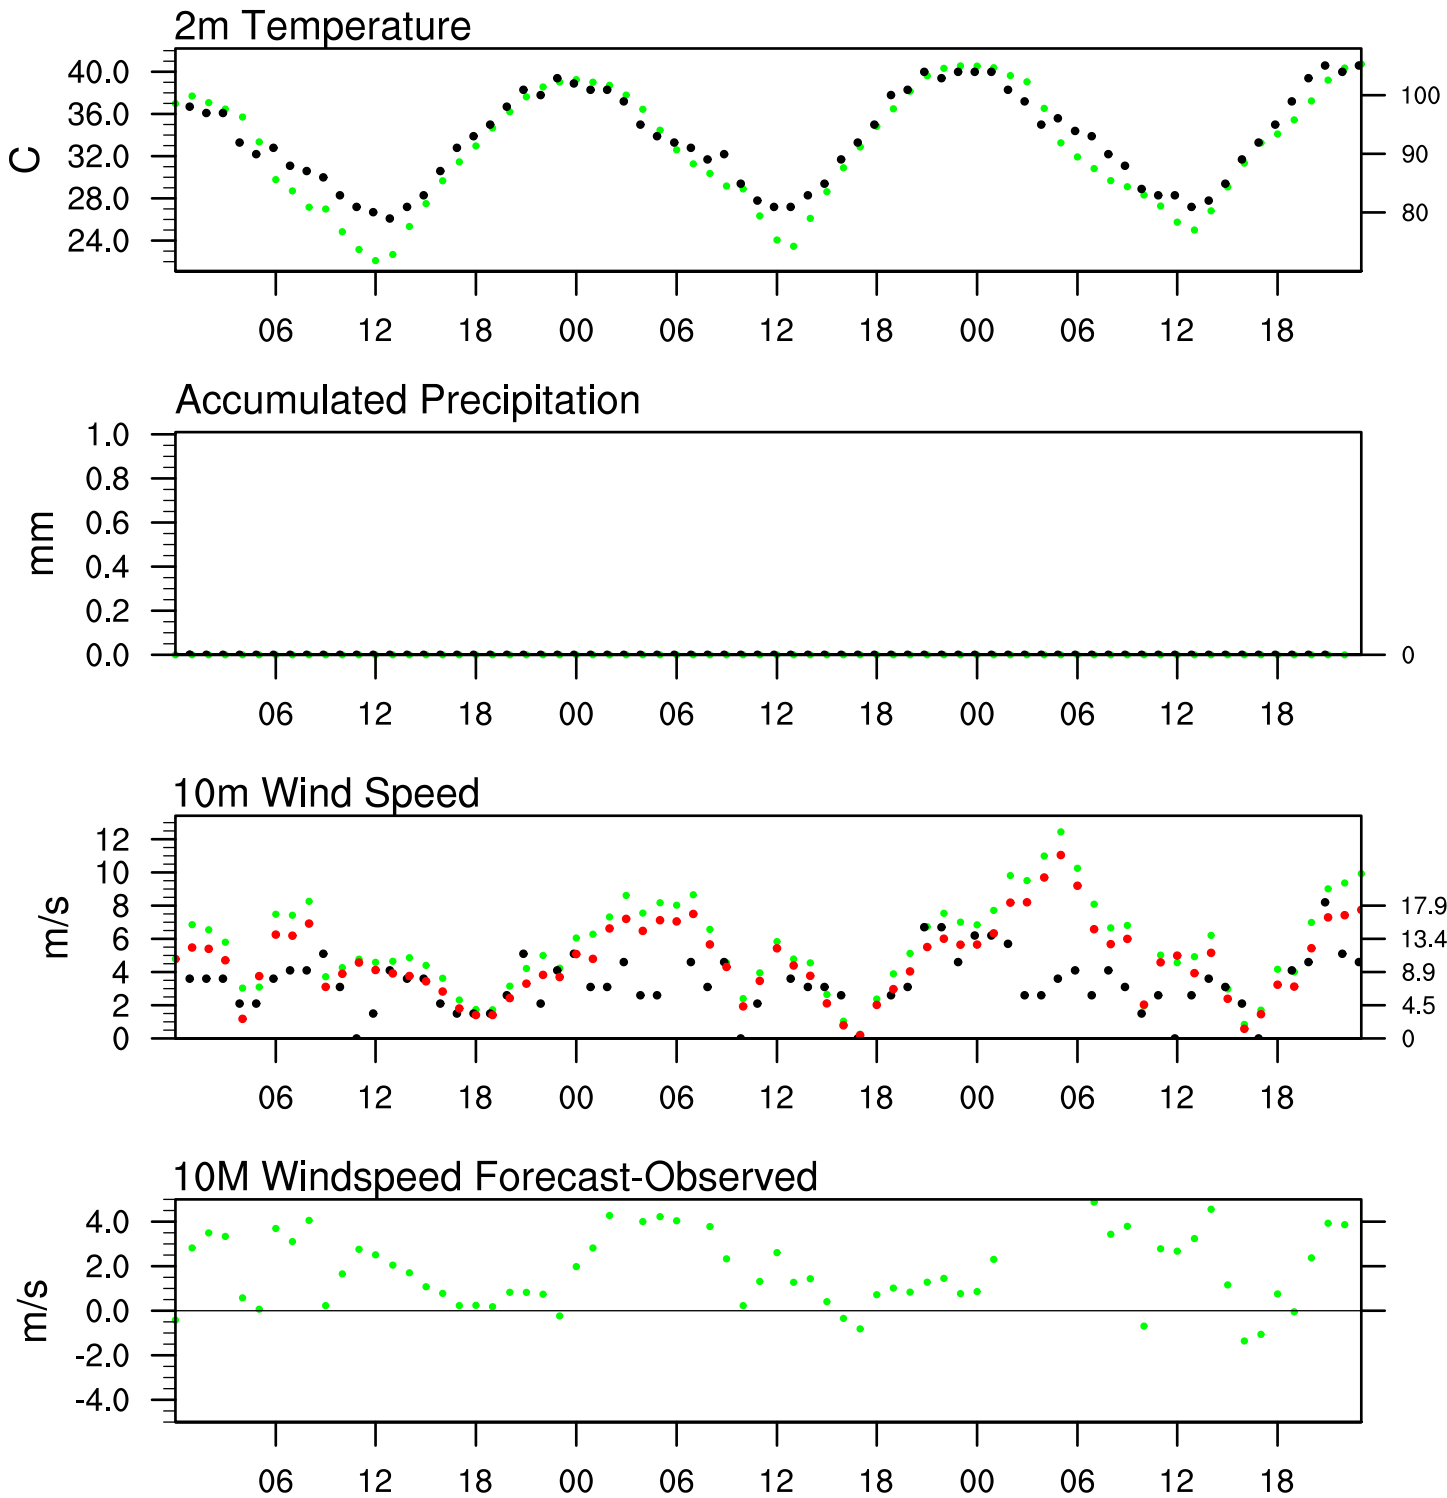 2m Temperature
40.0
36.0
32.0
28.0
24.0
C
100
90
80
06 12 18 00 06 12 18 00 06 12 18
Accumulated Precipitation
1.0
0.8
0.6
0.4
0.2
0.0
mm
0
06 12 18 00 06 12 18 00 06 12 18
10m Wind Speed
12
10
8
6
4
2
0
m/s
17.9
13.4
8.9
4.5
0
06 12 18 00 06 12 18 00 06 12 18
10M Windspeed Forecast-Observed
4.0
2.0
0.0
-2.0
-4.0
m/s
06 12 18 00 06 12 18 00 06 12 18